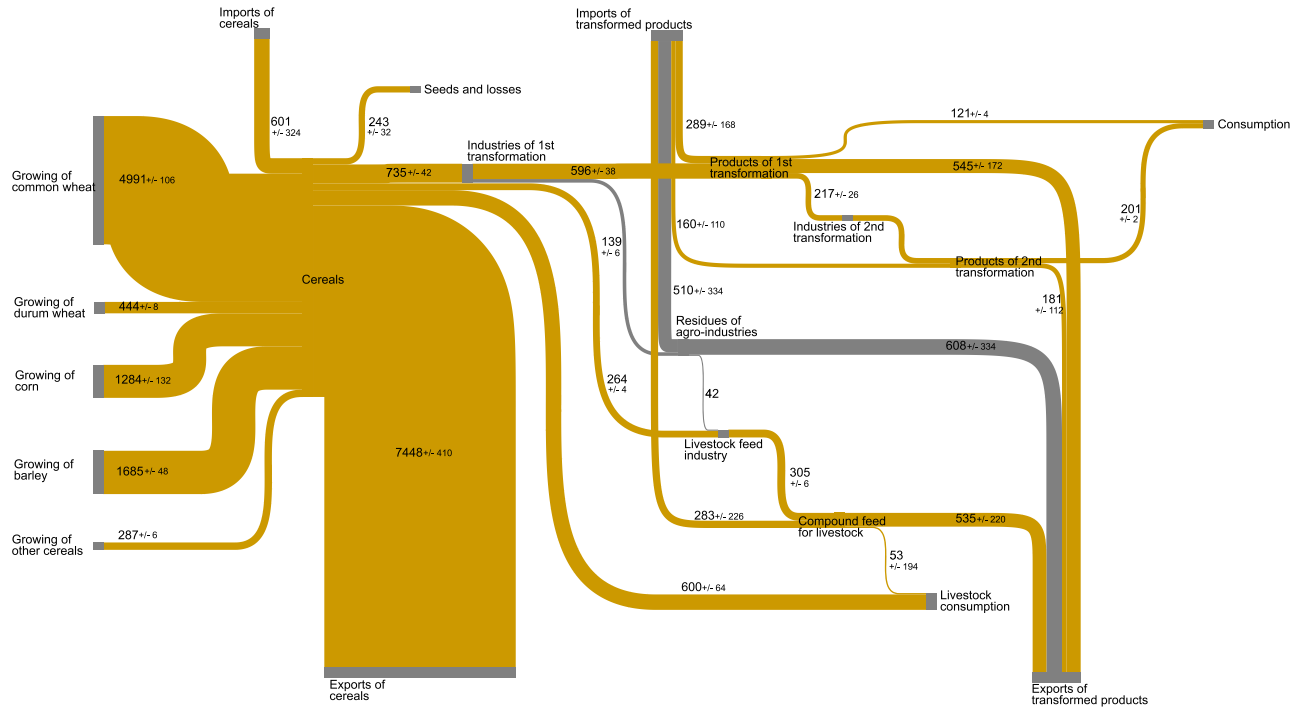 Imports of
cereals
Imports of
transformed products
Seeds and losses
601
+/- 324
243
+/- 32
289+/- 168
121+/- 4
Consumption
Industries of 1st
transformation
Growing of
common wheat
4991+/- 106
735+/- 42
596+/- 38
Products of 1st
transformation
545+/- 172
217+/- 26
201
+/- 2
160+/- 110
Industries of 2nd
transformation
139
+/- 6
Products of 2nd
transformation
Cereals
510+/- 334
181
+/- 112
Growing of
durum wheat
444+/- 8
Residues of
agro-industries
608+/- 334
Growing of
corn
1284+/- 132
264
+/- 4
42
7448+/- 410
Livestock feed
industry
Growing of
barley
1685+/- 48
305
+/- 6
283+/- 226
Compound feed
for livestock
535+/- 220
Growing of
other cereals
287+/- 6
53
+/- 194
600+/- 64
Livestock
consumption
Exports of
cereals
Exports of
transformed products